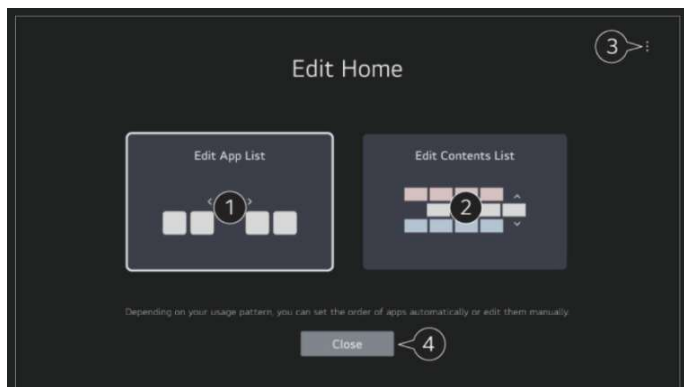 3
Edit Home
Edit App List
Edit Contents List
1
2
Depending on your usage pattern, you can set the order of apps automatically or edit them manually
Close
4